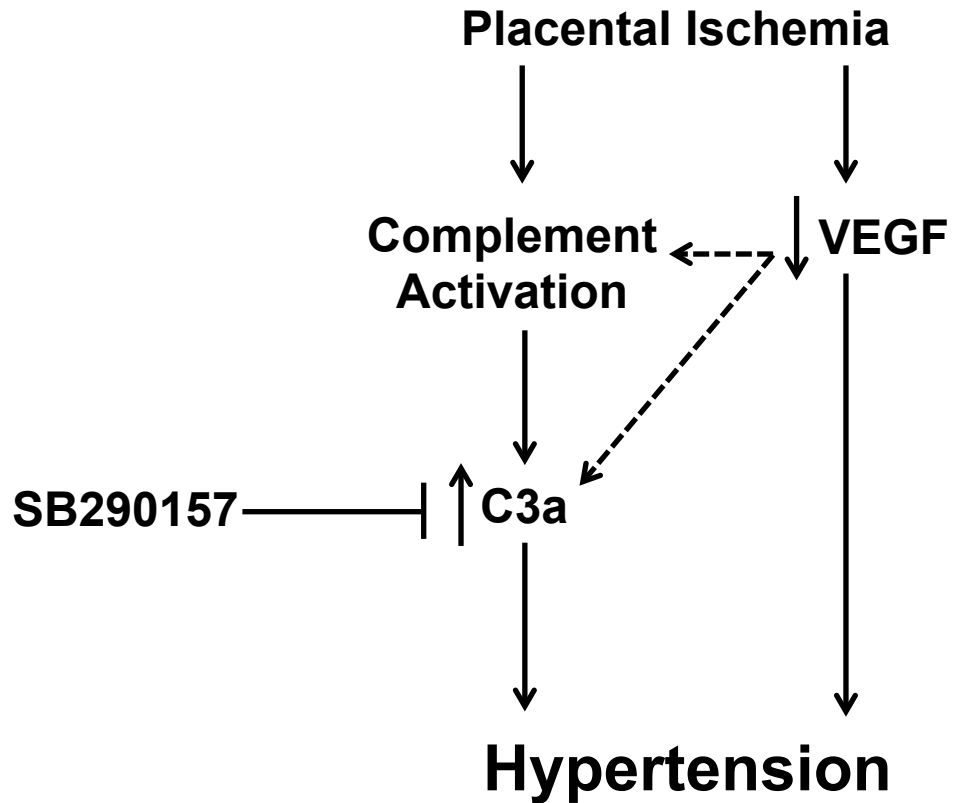 Placental Ischemia
Complement
Activation
VEGF
SB290157
C3a
Hypertension